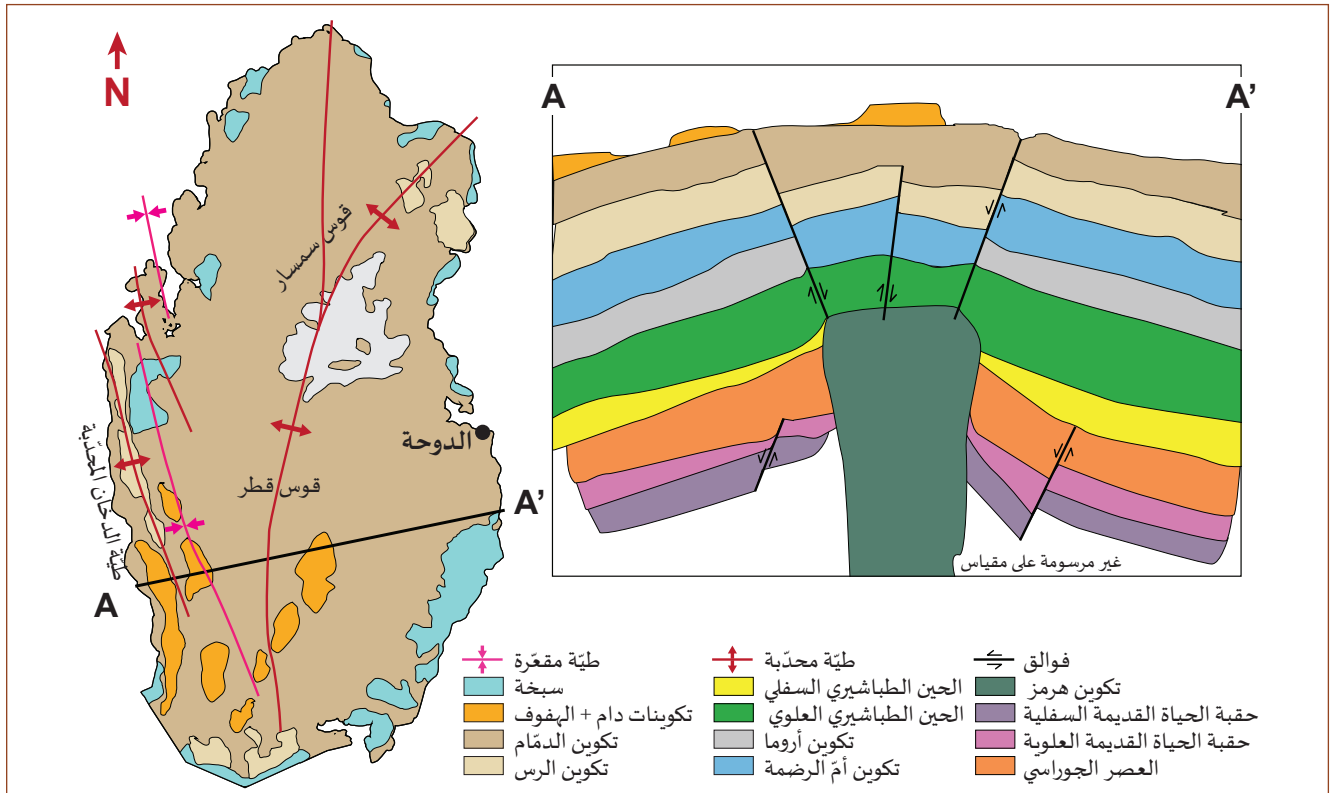 N
قوس سمسار
الدوحة
قوس قطر
طيّة الدخان المحدّبة
A
A'
A
A'
غير مرسومة على مقياس
فوالق
طيّة محدّبة
طيّة مقعّرة
تكوين هرمز
الحين الطباشيري السفلي
سبخة
حقبة الحياة القديمة السفلية
الحين الطباشيري العلوي
تكوينات دام + الهفوف
حقبة الحياة القديمة العلوية
تكوين أروما
تكوين الدمّام
العصر الجوراسي
تكوين أمّ الرضمة
تكوين الرس